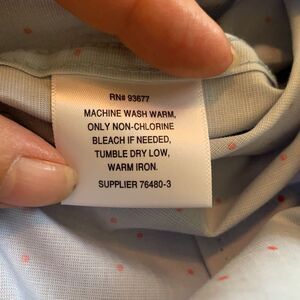 RN# 93677
MACHINE WASH WARM,
ONLY NON-CHLORINE
BLEACH IF NEEDED,
TUMBLE DRY LOW,
WARM IRON.
SUPPLIER 76480-3